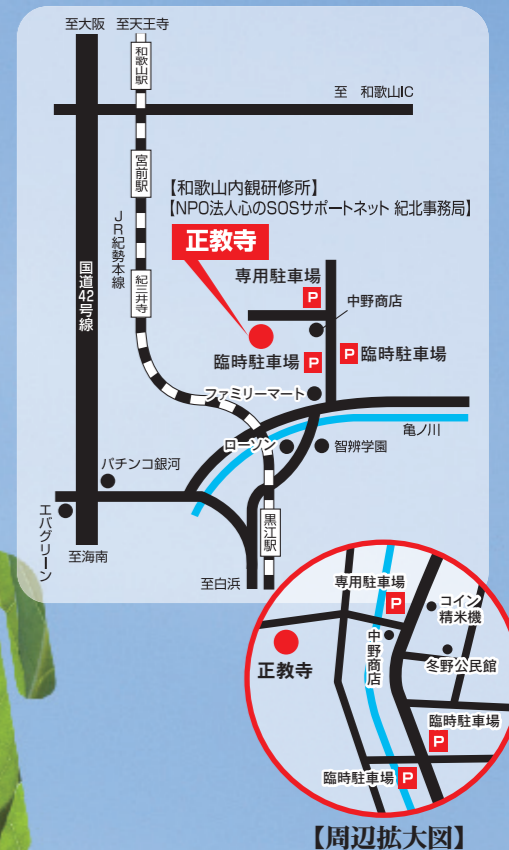 至大阪
至天王寺
和歌山駅
至 和歌山IC
宮前駅
【和歌山内観研修所】
【NPO法人心のSOSサポートネット 紀北事務局】
JR紀勢本線
正教寺
国道42号線
専用駐車場
P
紀三井寺
中野商店
臨時駐車場 P
P 臨時駐車場
ファミリーマート
亀ノ川
ローソン
智辨学園
パチンコ銀河
エバグリーン
黒江駅
至海南
至白浜
専用駐車場
P
コイン
精米機
中野商店
正教寺
冬野公民館
臨時駐車場
P
臨時駐車場 P
【周辺拡大図】